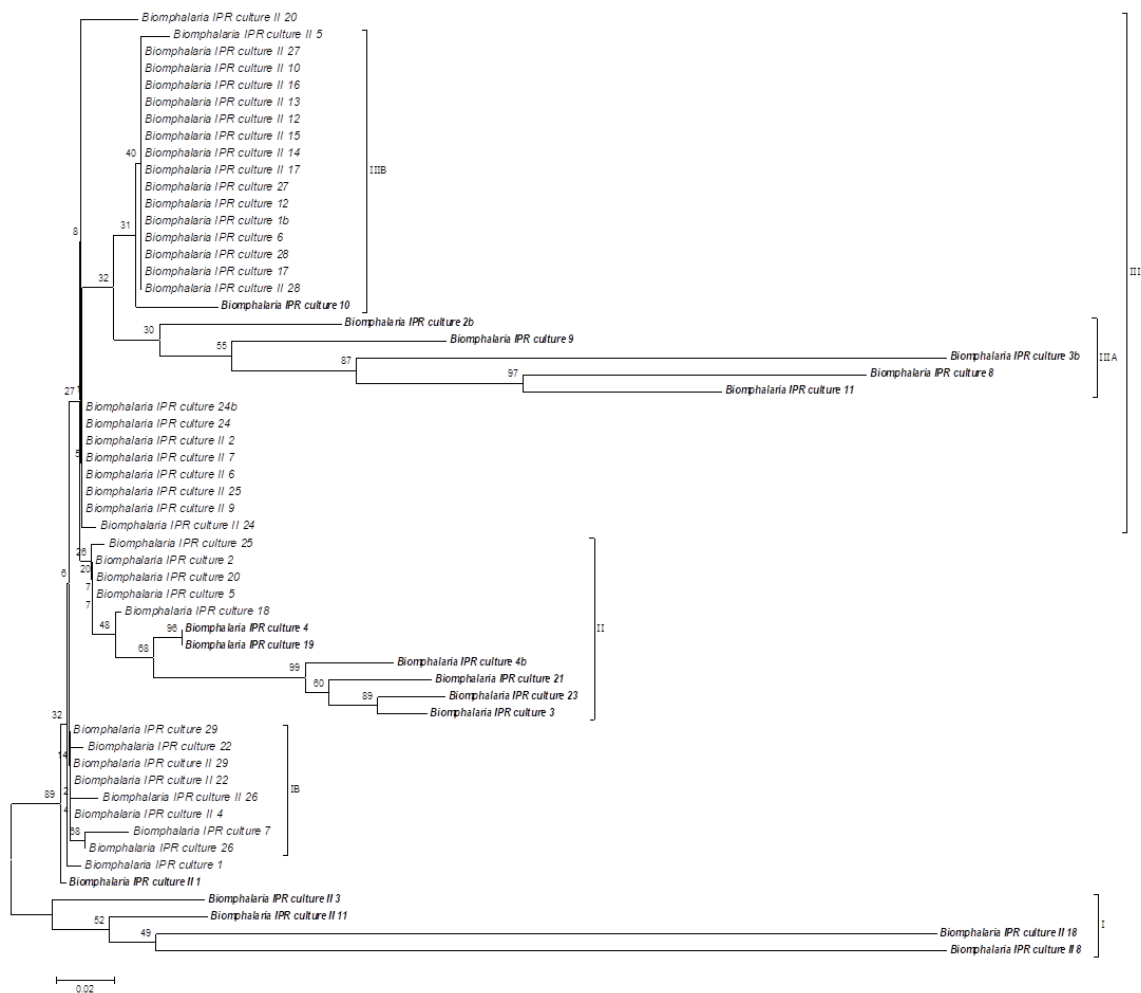 Biomphalaria IPR culture II 20
Biomphalaria IPR culture II 5
Biomphalaria IPR culture II 27
Biomphalaria IPR culture II 10
Biomphalaria IPR culture II 16
Biomphalaria IPR culture II 13
Biomphalaria IPR culture II 12
Biomphalaria IPR culture II 15
40
Biomphalaria IPR culture II 14
Biomphalaria IPR culture II 17
IIIB
Biomphalaria IPR culture 27
Biomphalaria IPR culture 12
Biomphalaria IPR culture 1b
31
8
Biomphalaria IPR culture 6
Biomphalaria IPR culture 28
Biomphalaria IPR culture 17
III
32
Biomphalaria IPR culture II 28
Biomphalaria IPR culture 10
30
Biomphalaria IPR culture 2b
55
Biomphalaria IPR culture 9
87
Biomphalaria IPR culture 3b
IIIA
97
Biomphalaria IPR culture 8
27
Biomphalaria IPR culture 11
Biomphalaria IPR culture 24b
Biomphalaria IPR culture 24
Biomphalaria IPR culture II 2
5
Biomphalaria IPR culture II 7
Biomphalaria IPR culture II 6
Biomphalaria IPR culture II 25
Biomphalaria IPR culture II 9
Biomphalaria IPR culture II 24
Biomphalaria IPR culture 25
26
Biomphalaria IPR culture 2
20
6
Biomphalaria IPR culture 20
7
Biomphalaria IPR culture 5
7
Biomphalaria IPR culture 18
48
96
Biomphalaria IPR culture 4
II
68
Biomphalaria IPR culture 19
99
Biomphalaria IPR culture 4b
60
Biomphalaria IPR culture 21
89
Biomphalaria IPR culture 23
Biomphalaria IPR culture 3
32
Biomphalaria IPR culture 29
Biomphalaria IPR culture 22
14
Biomphalaria IPR culture II 29
Biomphalaria IPR culture II 22
IB
89
2
Biomphalaria IPR culture II 26
4
Biomphalaria IPR culture II 4
68
Biomphalaria IPR culture 7
Biomphalaria IPR culture 26
Biomphalaria IPR culture 1
Biomphalaria IPR culture II 1
Biomphalaria IPR culture II 3
52
Biomphalaria IPR culture II 11
I
49
Biomphalaria IPR culture II 18
Biomphalaria IPR culture II 8
0.02